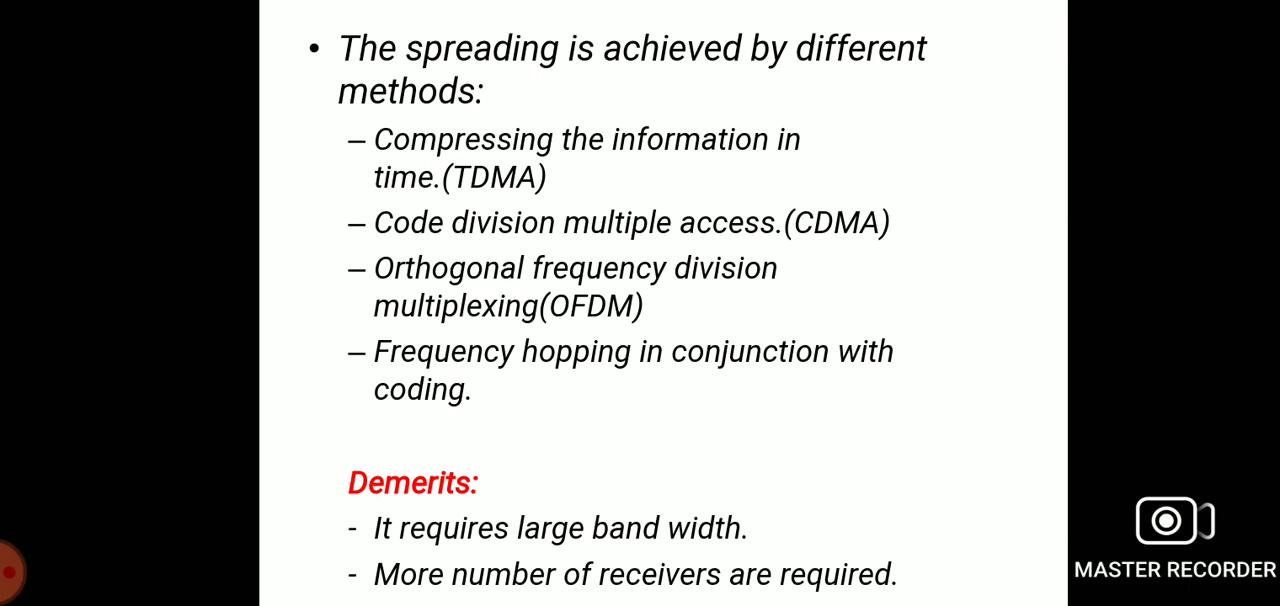 • The spreading is achieved by different
methods:
– Compressing the information in
time.(TDMA)
– Code division multiple access.(CDMA)
– Orthogonal frequency division
multiplexing(OFDM)
– Frequency hopping in conjunction with
coding.
Demerits:
- It requires large band width.
- More number of receivers are required.
MASTER RECORDER